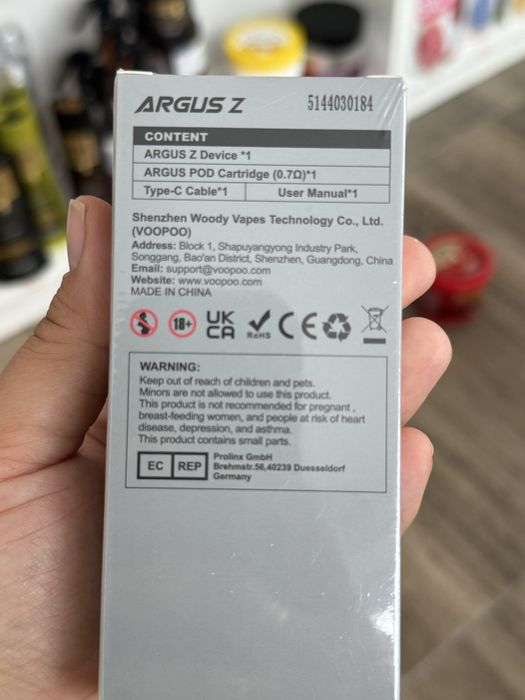 ARGUS Z 5144030184
CONTENT
ARGUS Z Device *1
ARGUS POD Cartridge (0.7Ω)*1
Type-C Cable*1 User Manual*1
Shenzhen Woody Vapes Technology Co., Ltd.
(VOOPOO)
Address: Block 1, Shapuyangyong Industry Park,
Songgang, Bao'an District, Shenzhen, Guangdong, China
Email: support@voopoo.com
Website: www.voopoo.com
MADE IN CHINA
18+ UK CA RoHS CE
WARNING:
Keep out of reach of children and pets.
Minors are not allowed to use this product.
This product is not recommended for pregnant,
breast-feeding women, and people at risk of heart
disease, depression, and asthma.
This product contains small parts.
EC REP
Prolinx GmbH
Brehmstr.56,40239 Duesseldorf
Germany